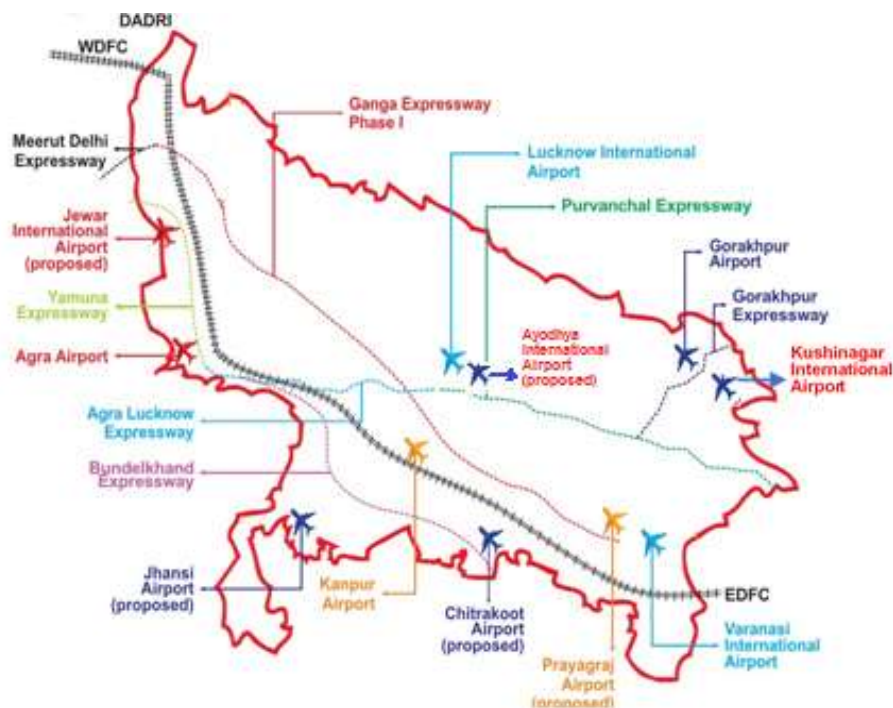 DADRI
WDFC
Ganga Expressway
Phase I
Meerut Delhi
Expressway
Lucknow International
Airport
Purvanchal Expressway
Jewar
International
Airport
(proposed)
Gorakhpur
Airport
Gorakhpur
Expressway
Yamuna
Expressway
Ayodhya
International
Airport
(proposed)
Agra Airport
Kushinagar
International
Airport
Agra Lucknow
Expressway
Bundelkhand
Expressway
Jhansi
Airport
(proposed)
Kanpur
Airport
Chitrakoot
Airport
(proposed)
EDFC
Varanasi
International
Airport
Prayagraj
Airport
(proposed)